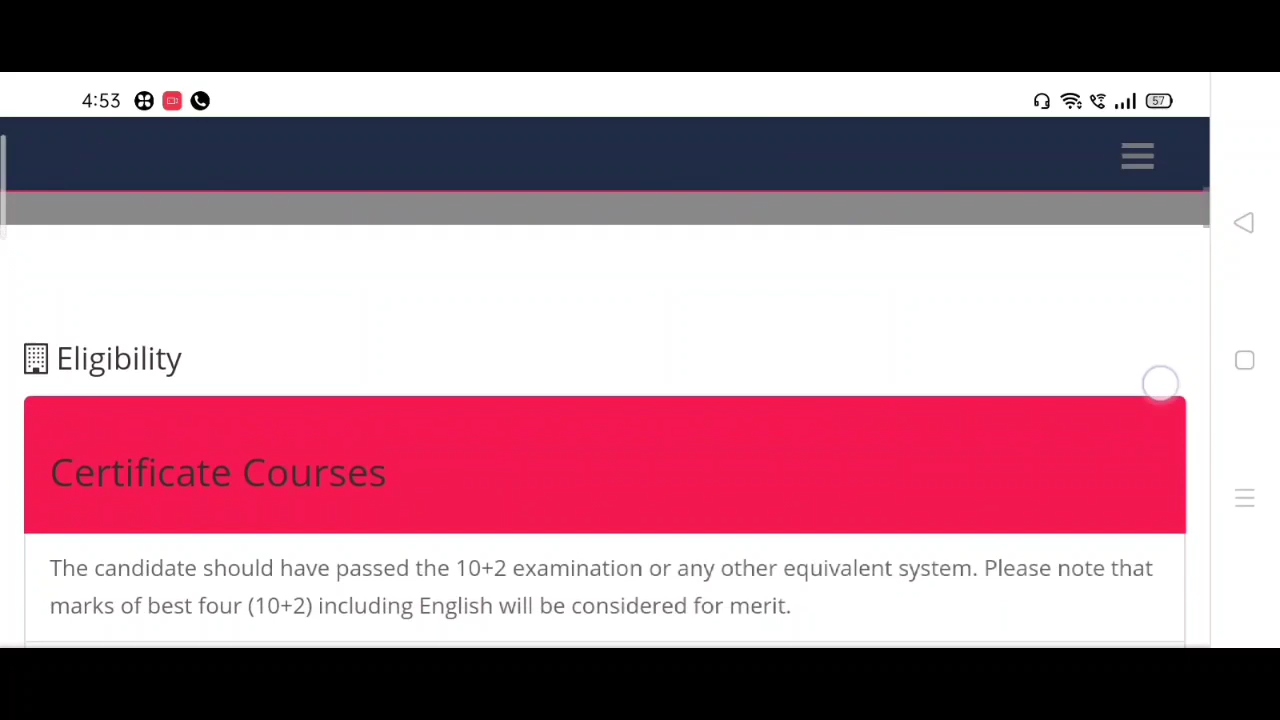 4:53
57
Eligibility
Certificate Courses
The candidate should have passed the 10+2 examination or any other equivalent system. Please note that
marks of best four (10+2) including English will be considered for merit.